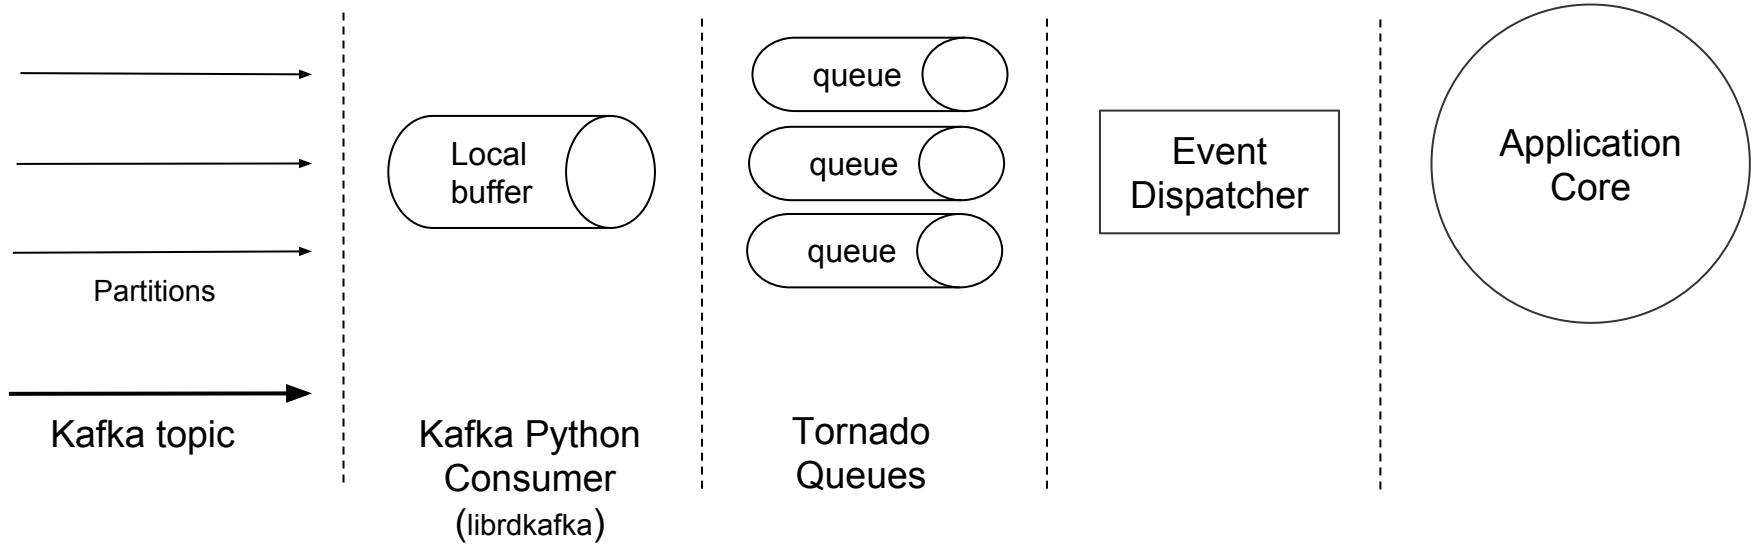 Partitions
Kafka topic
Local
buffer
Kafka Python
Consumer
(librdkafka)
queue
queue
queue
Tornado
Queues
Event
Dispatcher
Application
Core